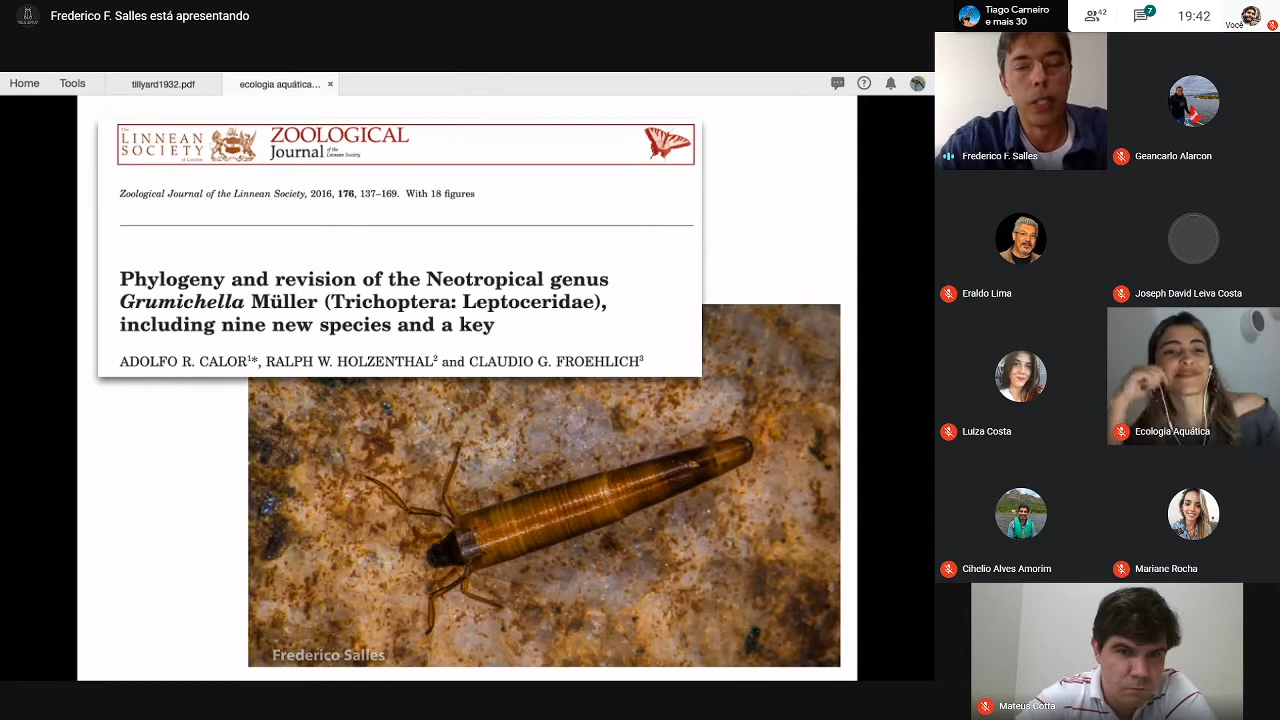 Frederico F. Salles está apresentando
Tiago Carneiro
e mais 30
42
7
19:42
Você
Home
Tools
tillyard1932.pdf
ecologia aquática...
×
The
LINNEAN
SOCIETY
of London
ZOOLOGICAL
Journal of the Linnean Society
Zoological Journal of the Linnean Society, 2016, 176, 137–169. With 18 figures
Phylogeny and revision of the Neotropical genus
Grumichella Müller (Trichoptera: Leptoceridae),
including nine new species and a key
ADOLFO R. CALOR1*, RALPH W. HOLZENTHAL2 and CLAUDIO G. FROEHLICH3
Frederico Salles
Frederico F. Salles
Geancarlo Alarcon
Eraldo Lima
Joseph David Leiva Costa
Luiza Costa
Ecologia Aquática
Cihelio Alves Amorim
Mariane Rocha
Mateus Cotta